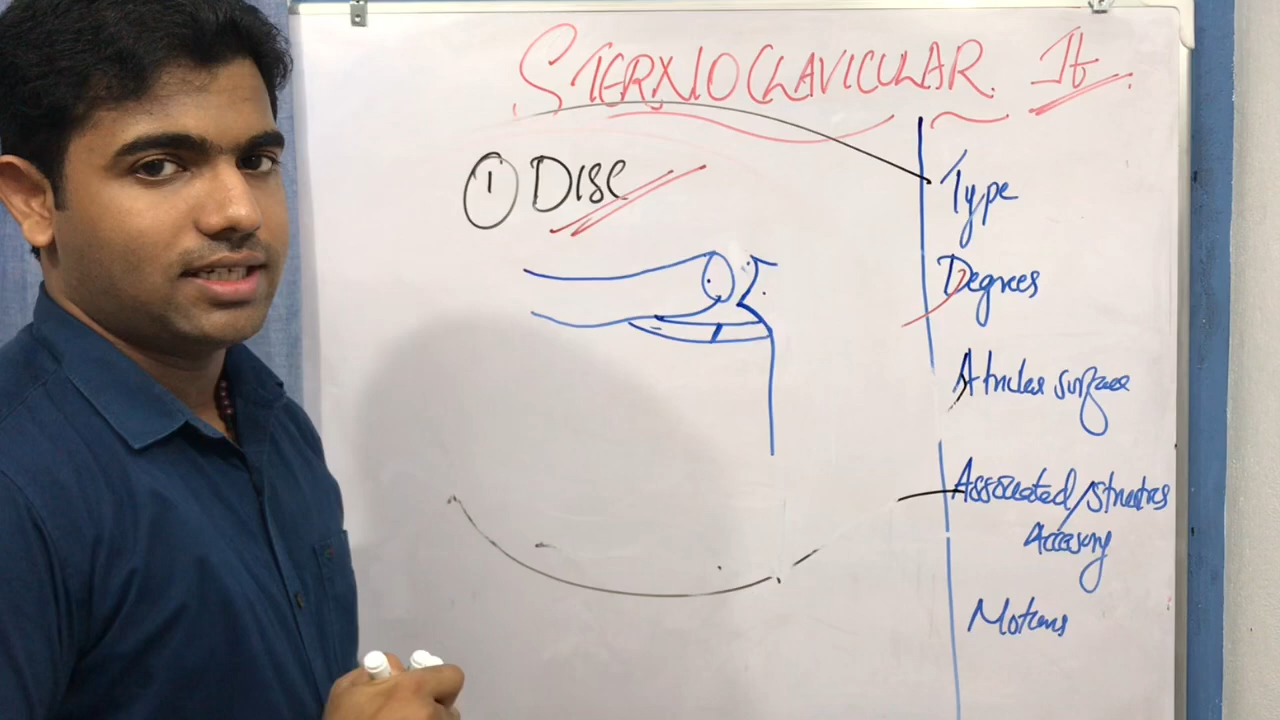 STERNOCLAVICULAR Jt
① DISC
Type
Degrees
Articular surface
Associated/Structures
Accessory
Motions